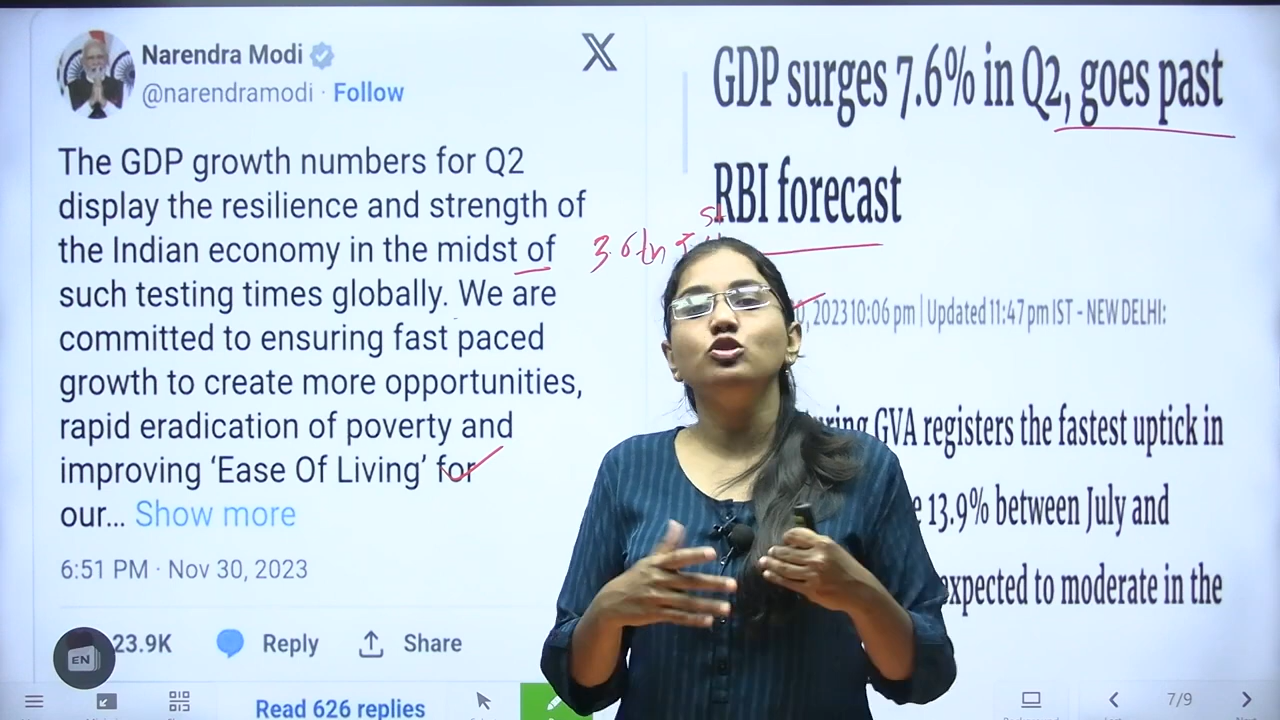 Narendra Modi
@narendramodi · Follow
X
The GDP growth numbers for Q2
display the resilience and strength of
the Indian economy in the midst of
such testing times globally. We are
committed to ensuring fast paced
growth to create more opportunities,
rapid eradication of poverty and
improving ‘Ease Of Living’ for
our... Show more
6:51 PM · Nov 30, 2023
23.9K Reply Share
EN
Read 626 replies
GDP surges 7.6% in Q2, goes past
RBI forecast
, 2023 10:06 pm | Updated 11:47 pm IST - NEW DELHI:
GVA registers the fastest uptick in
13.9% between July and
expected to moderate in the
7/9